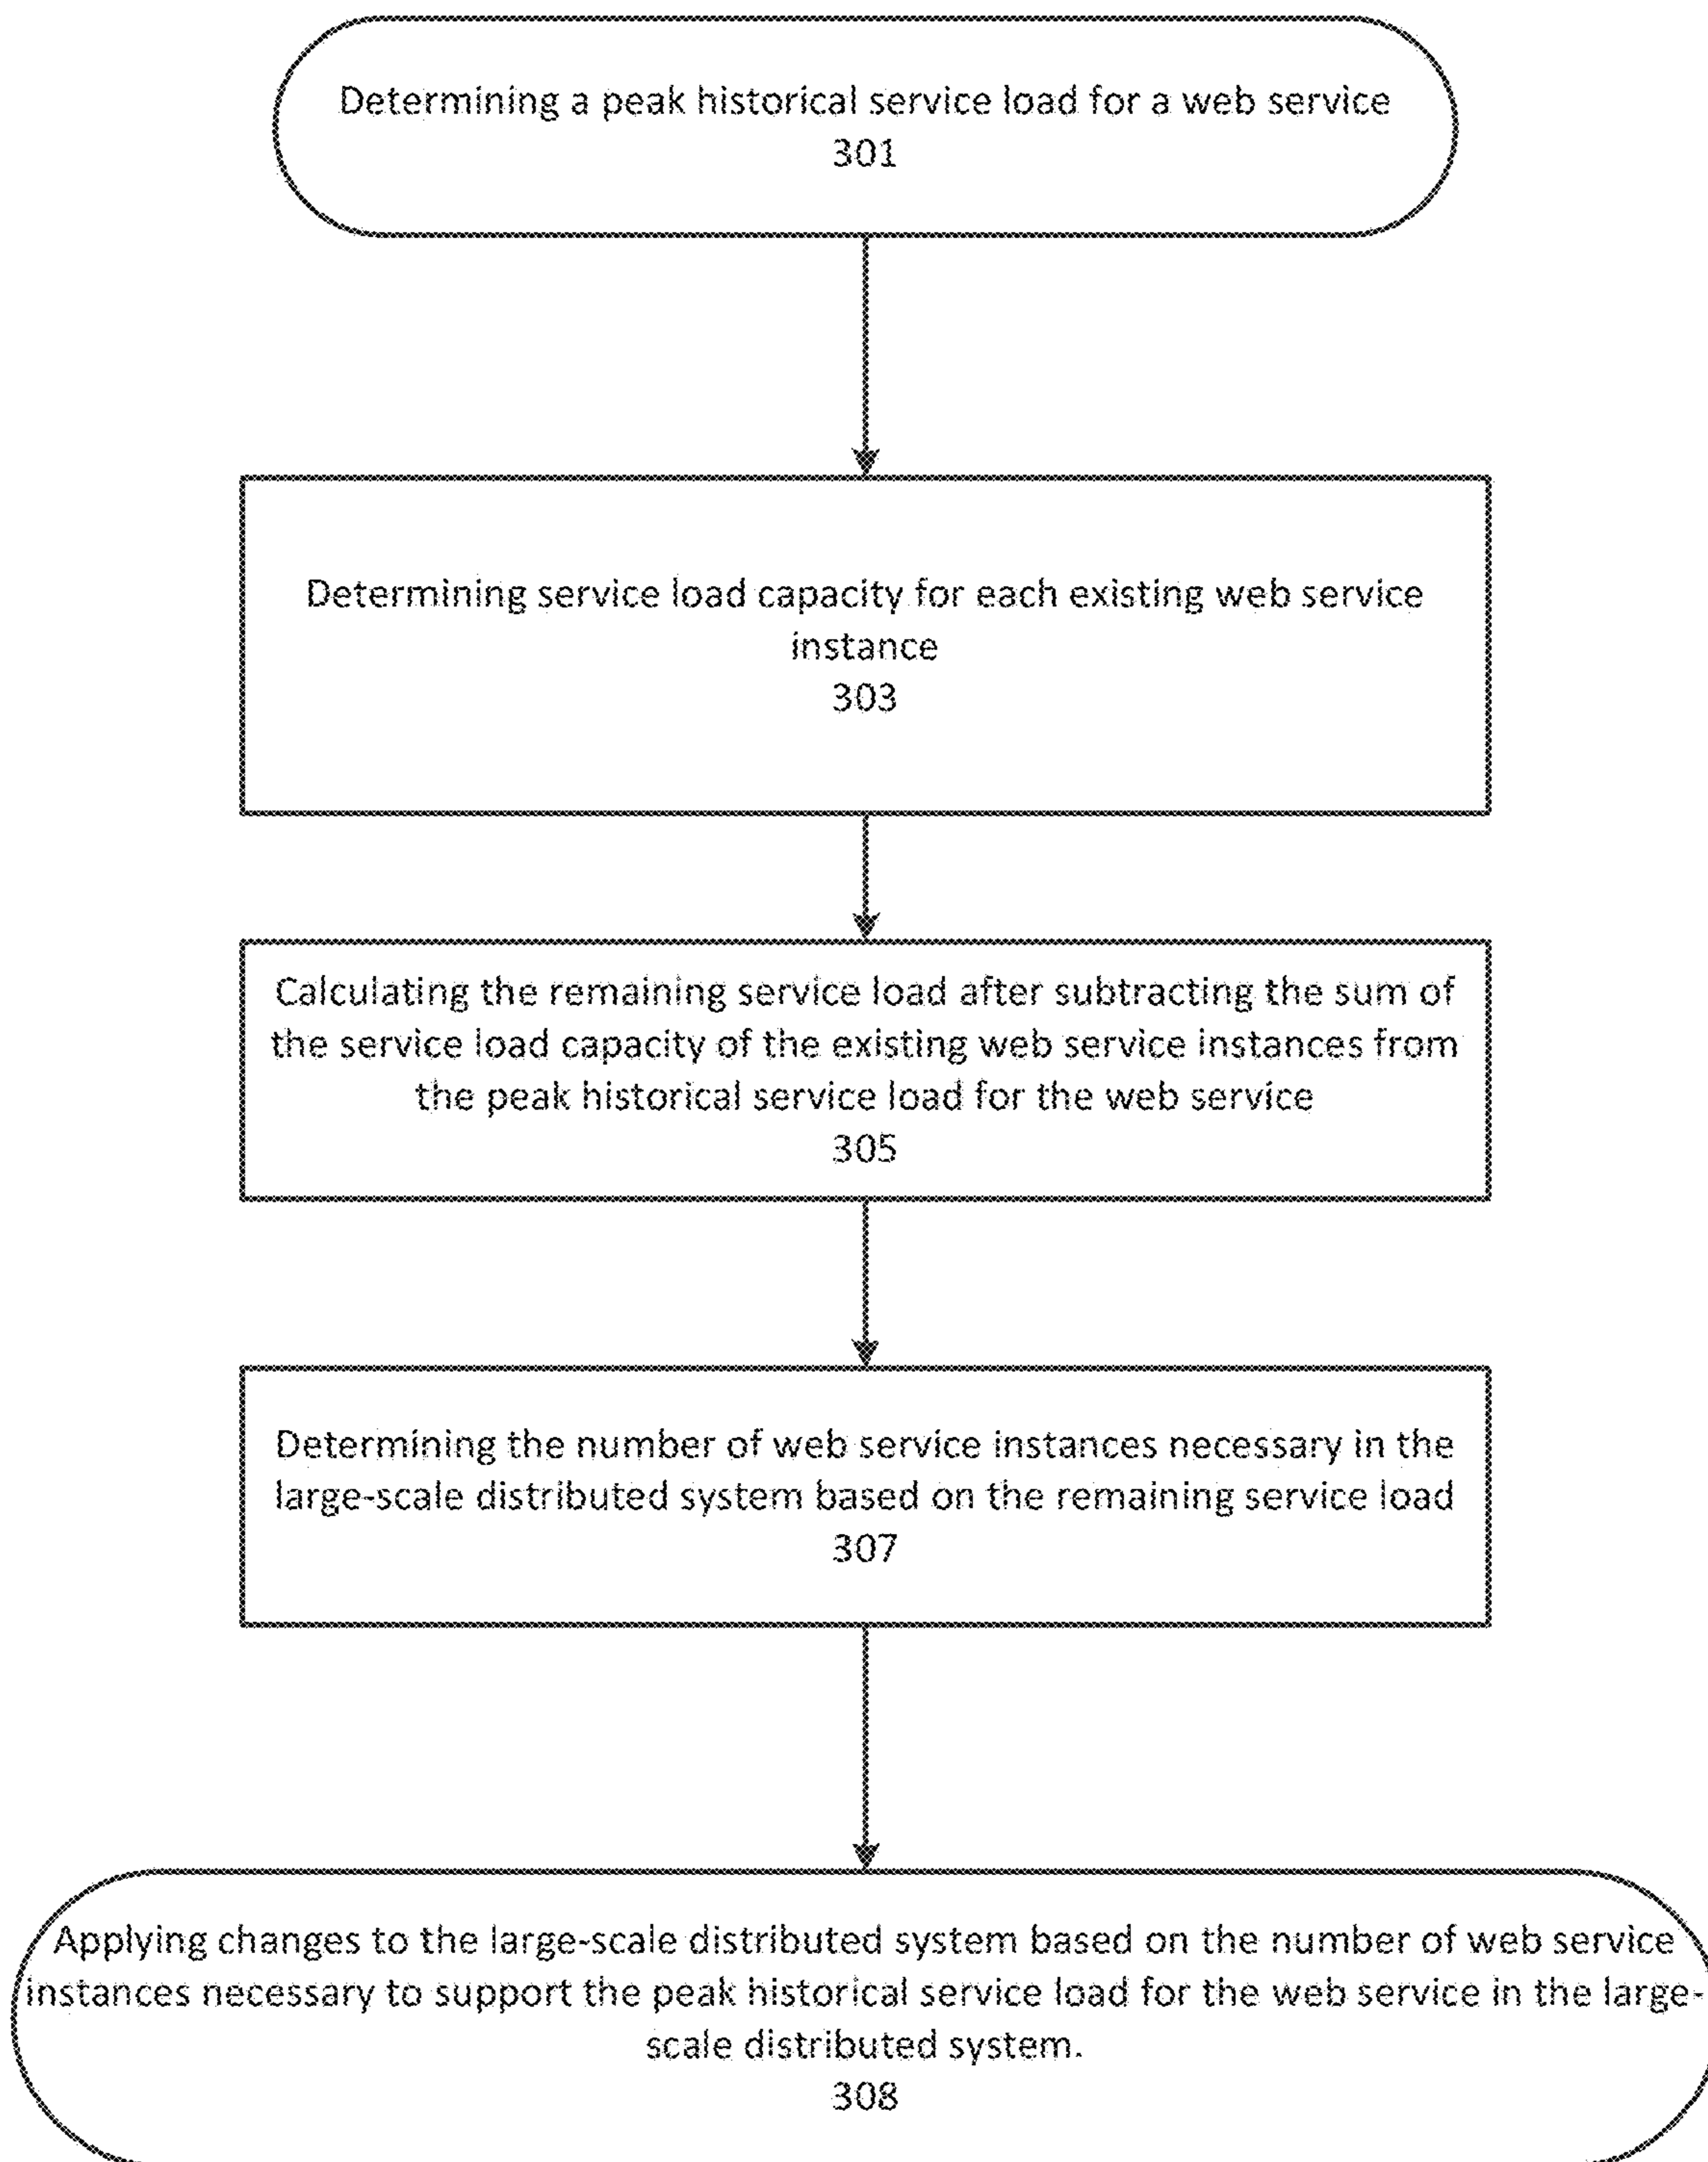 Determining a peak historical service load for a web service
301
Determining service load capacity for each existing web service
instance
303
Calculating the remaining service load after subtracting the sum of
the service load capacity of the existing web service instances from
the peak historical service load for the web service
305
Determining the number of web service instances necessary in the
large-scale distributed system based on the remaining service load
307
Applying changes to the large-scale distributed system based on the number of web service
instances necessary to support the peak historical service load for the web service in the large-
scale distributed system.
308